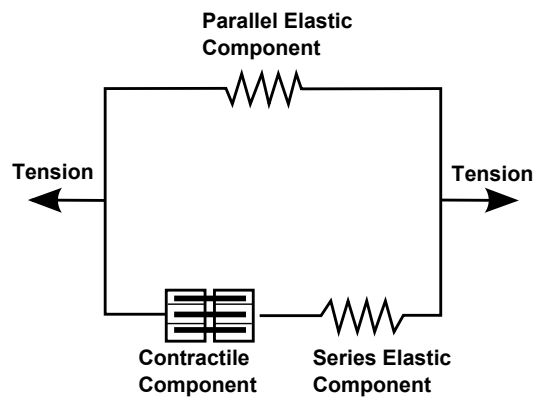 Parallel Elastic
Component
Tension
Tension
Contractile
Component
Series Elastic
Component